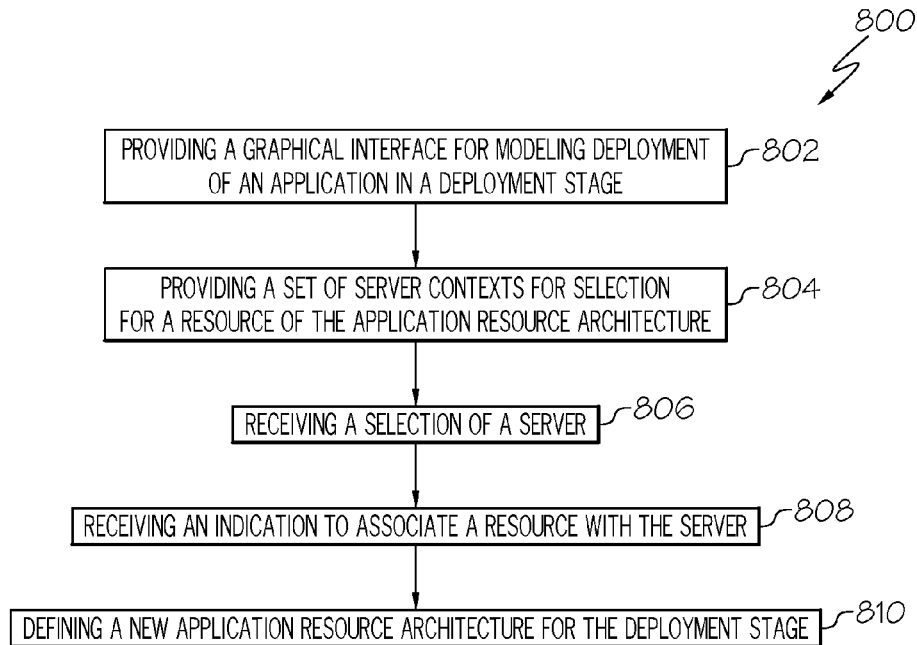 800
PROVIDING A GRAPHICAL INTERFACE FOR MODELING DEPLOYMENT
OF AN APPLICATION IN A DEPLOYMENT STAGE
802
PROVIDING A SET OF SERVER CONTEXTS FOR SELECTION
FOR A RESOURCE OF THE APPLICATION RESOURCE ARCHITECTURE
804
RECEIVING A SELECTION OF A SERVER
806
RECEIVING AN INDICATION TO ASSOCIATE A RESOURCE WITH THE SERVER
808
DEFINING A NEW APPLICATION RESOURCE ARCHITECTURE FOR THE DEPLOYMENT STAGE
810